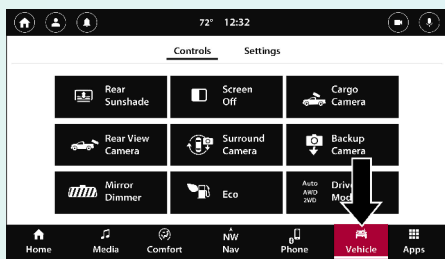 72° 12:32
Controls Settings
Rear
Sunshade
Screen
Off
Cargo
Camera
Rear View
Camera
Surround
Camera
Backup
Camera
Mirror
Dimmer
Eco
Auto
AWD
2WD
Home
Media
Comfort
NW
Nav
0
Phone
Vehicle
Apps